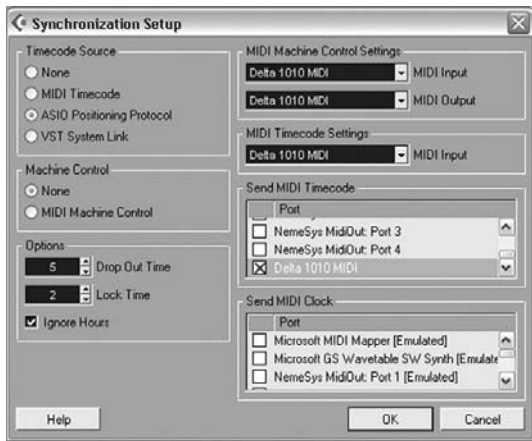 Synchronization Setup
Timecode Source
None
MIDI Timecode
ASIO Positioning Protocol
VST System Link
Machine Control
None
MIDI Machine Control
Options
5 Drop Out Time
2 Lock Time
Ignore Hours
Help
MIDI Machine Control Settings
Delta 1010 MIDI MIDI Input
Delta 1010 MIDI MIDI Output
MIDI Timecode Settings
Delta 1010 MIDI MIDI Input
Send MIDI Timecode
Port
NemeSys MidiOut: Port 3
NemeSys MidiOut: Port 4
Delta 1010 MIDI
Send MIDI Clock
Port
Microsoft MIDI Mapper [Emulated]
Microsoft GS Wavetable SW Synth [Emulate
NemeSys MidiOut: Port 1 [Emulated]
OK
Cancel